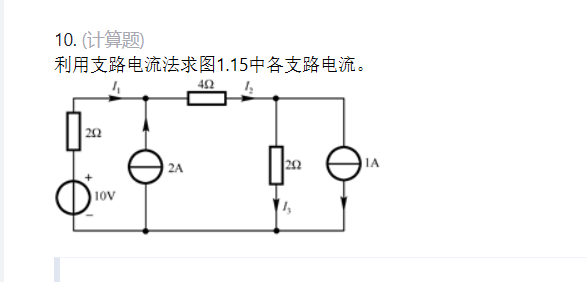 10. (计算题)
利用支路电流法求图1.15中各支路电流。
I₁
4Ω
I₂
2Ω
2A
2Ω
1A
+
10V
−
I₃